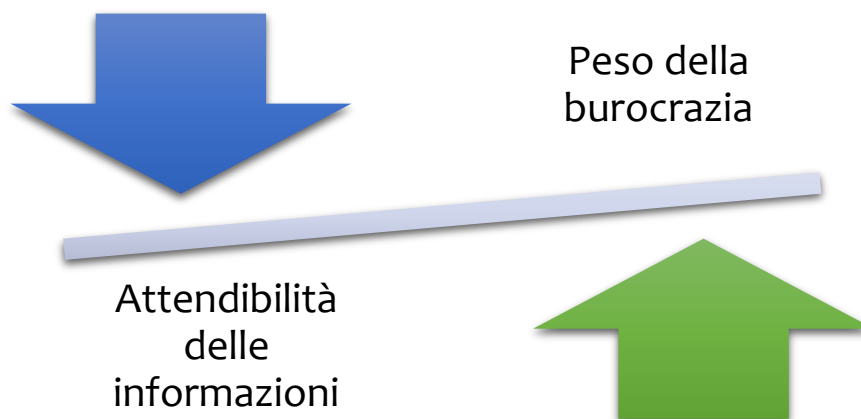 Peso della
burocrazia
Attendibilità
delle
informazioni